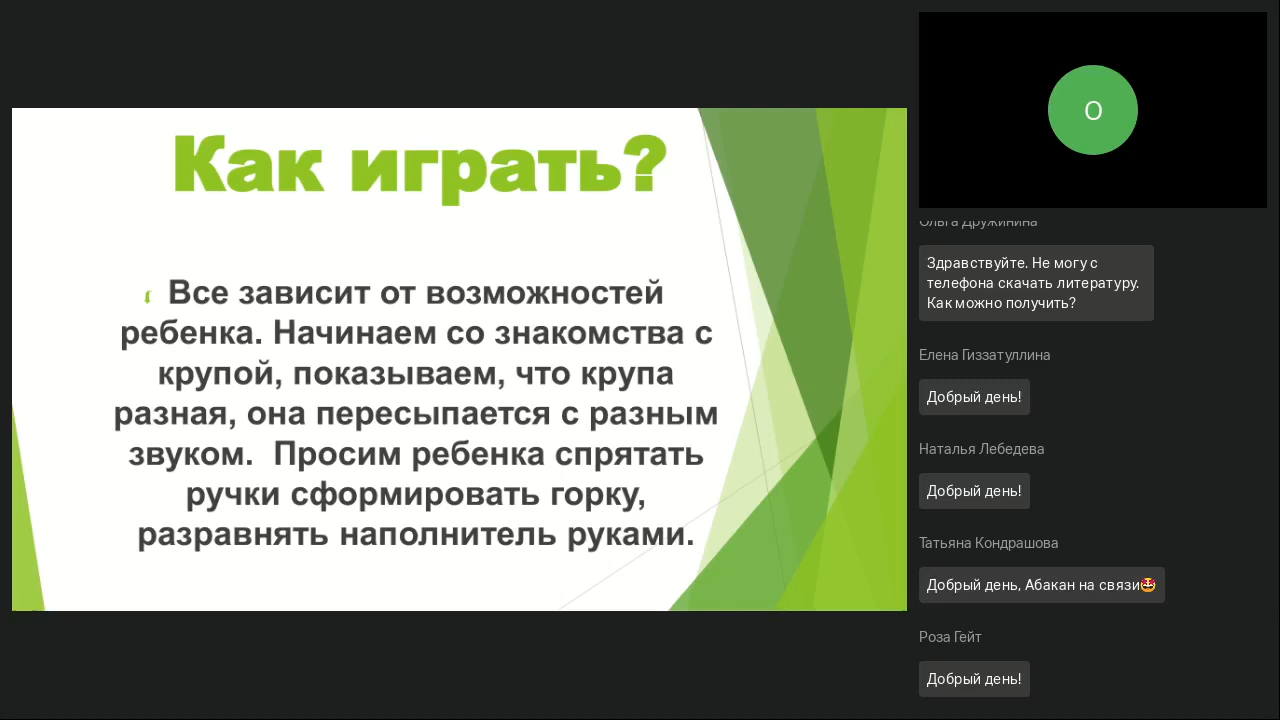 Как играть?
Все зависит от возможностей
ребенка. Начинаем со знакомства с
крупой, показываем, что крупа
разная, она пересыпается с разным
звуком. Просим ребенка спрятать
ручки сформировать горку,
разравнять наполнитель руками.
О
Ольга Дружинина
Здравствуйте. Не могу с
телефона скачать литературу.
Как можно получить?
Елена Гиззатуллина
Добрый день!
Наталья Лебедева
Добрый день!
Татьяна Кондрашова
Добрый день, Абакан на связи🤩
Роза Гейт
Добрый день!